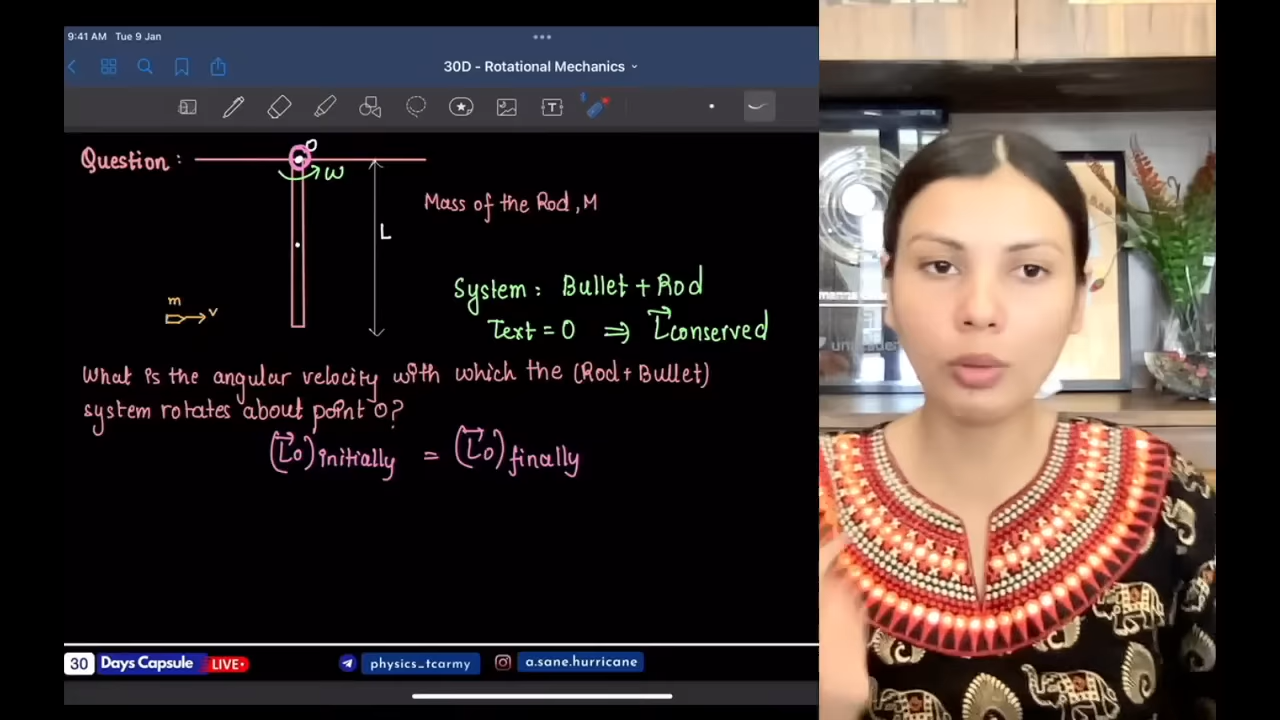 9:41 AM Tue 9 Jan
30D - Rotational Mechanics
T
Question :
O
ω
Mass of the Rod, M
L
m
v
System : Bullet + Rod
τext = 0 ⇒ L⃗ conserved
What is the angular velocity with which the (Rod + Bullet)
system rotates about point O?
(L⃗o) initially = (L⃗o) finally
30 Days Capsule LIVE
physics_tcarmy
a.sane.hurricane